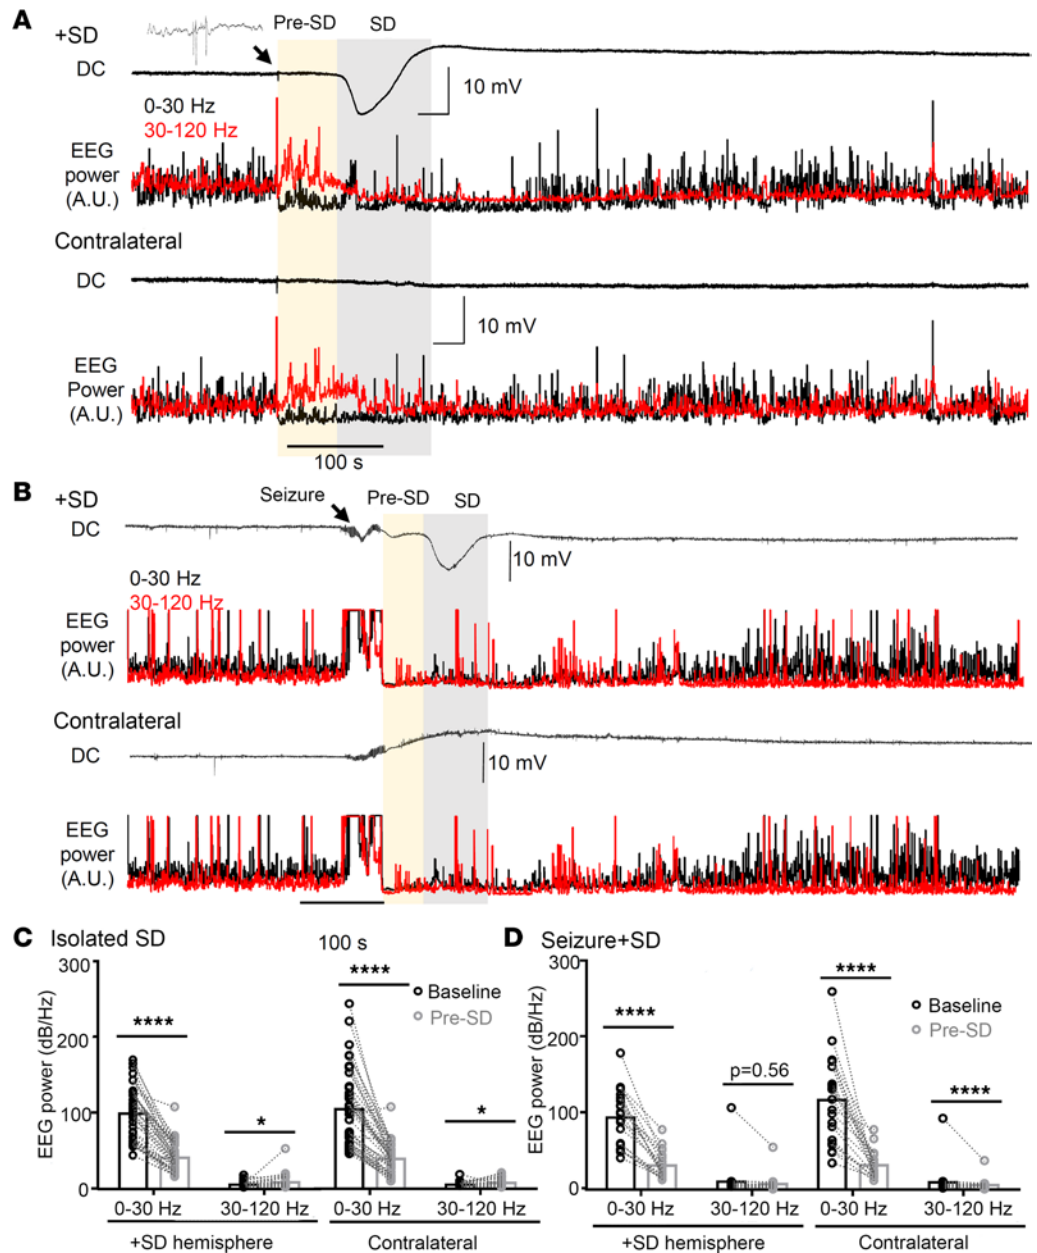 A
+SD
Pre-SD
SD
DC
10 mV
0-30 Hz
30-120 Hz
EEG
power
(A.U.)
Contralateral
DC
10 mV
EEG
Power
(A.U.)
100 s
B
+SD
Seizure
Pre-SD
SD
DC
10 mV
0-30 Hz
30-120 Hz
EEG
power
(A.U.)
Contralateral
DC
10 mV
EEG
power
(A.U.)
100 s
C Isolated SD
EEG power (dB/Hz)
300
200
100
0
****
*
****
*
Baseline
Pre-SD
0-30 Hz 30-120 Hz 0-30 Hz 30-120 Hz
+SD hemisphere Contralateral
D Seizure+SD
EEG power (dB/Hz)
300
200
100
0
****
p=0.56
****
****
Baseline
Pre-SD
0-30 Hz 30-120 Hz 0-30 Hz 30-120 Hz
+SD hemisphere Contralateral